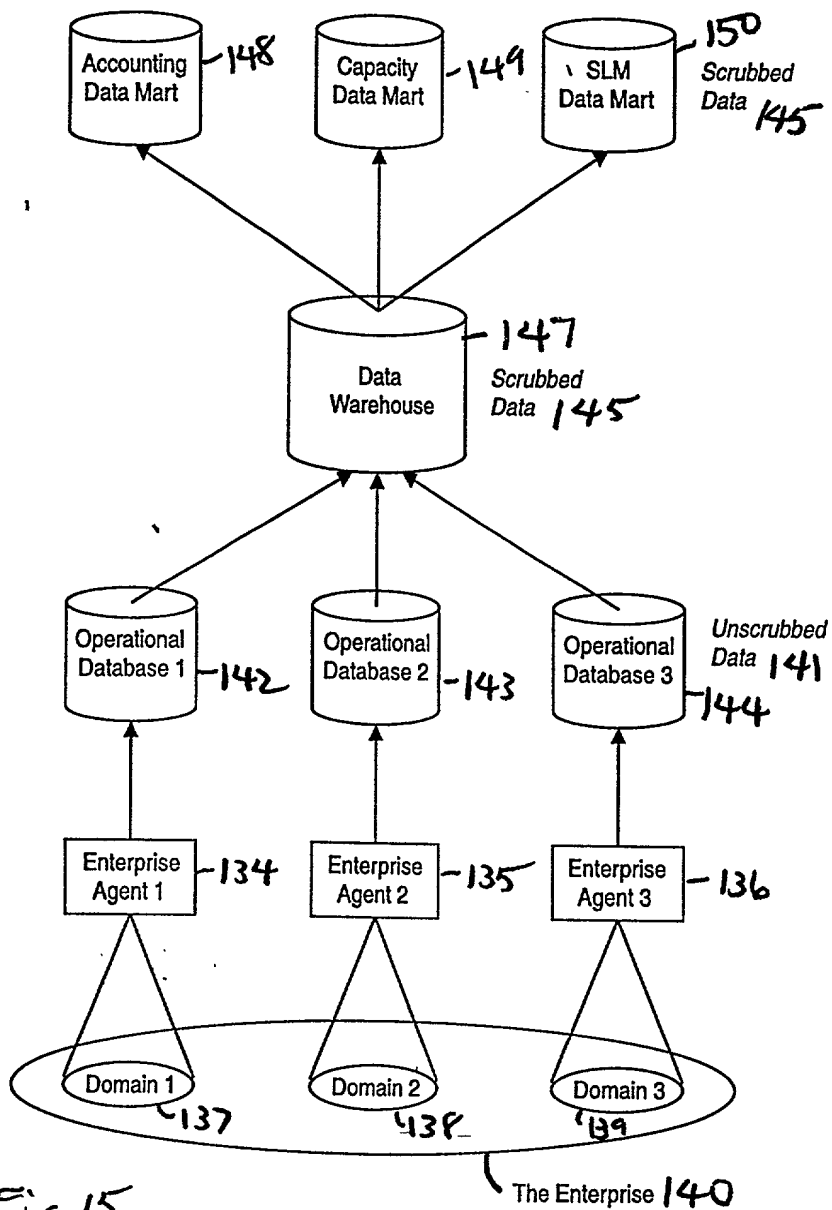 Accounting
Data Mart
148
Capacity
Data Mart
149
SLM
Data Mart
150
Scrubbed
Data 145
Data
Warehouse
147
Scrubbed
Data 145
Operational
Database 1
142
Operational
Database 2
143
Operational
Database 3
144
Unscrubbed
Data 141
Enterprise
Agent 1
134
Enterprise
Agent 2
135
Enterprise
Agent 3
136
Domain 1
137
Domain 2
138
Domain 3
139
The Enterprise 140
Fig 15